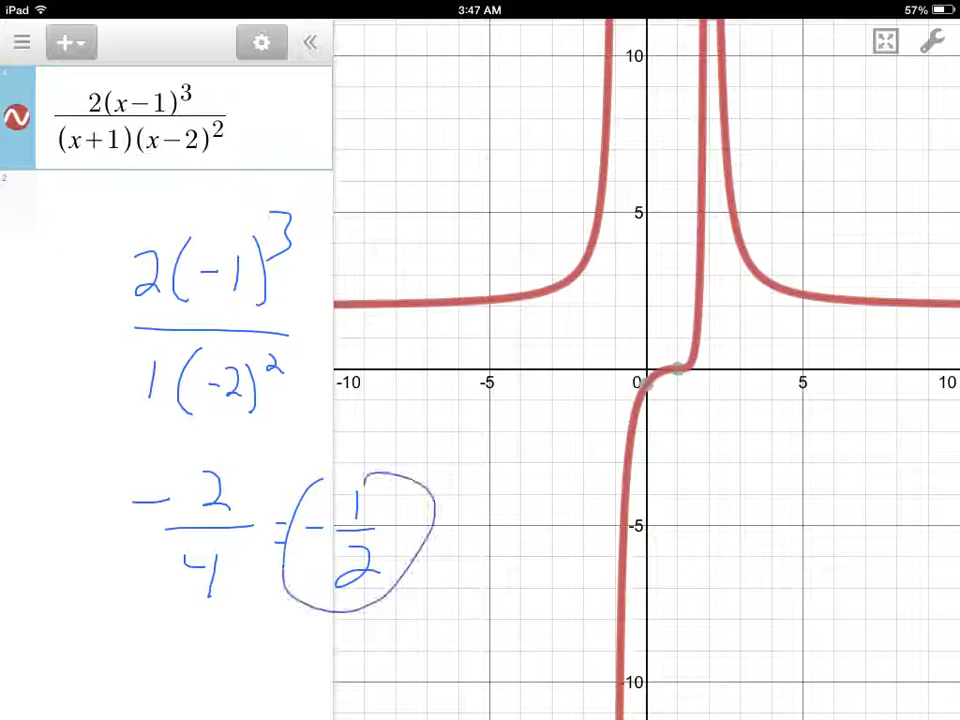 iPad 3:47 AM 57%
2(x−1)^3
(x+1)(x−2)^2
2
2(-1)^3
1(-2)^2
-2/4 = (-1/2)
10
5
-10 -5 0 5 10
-5
-10